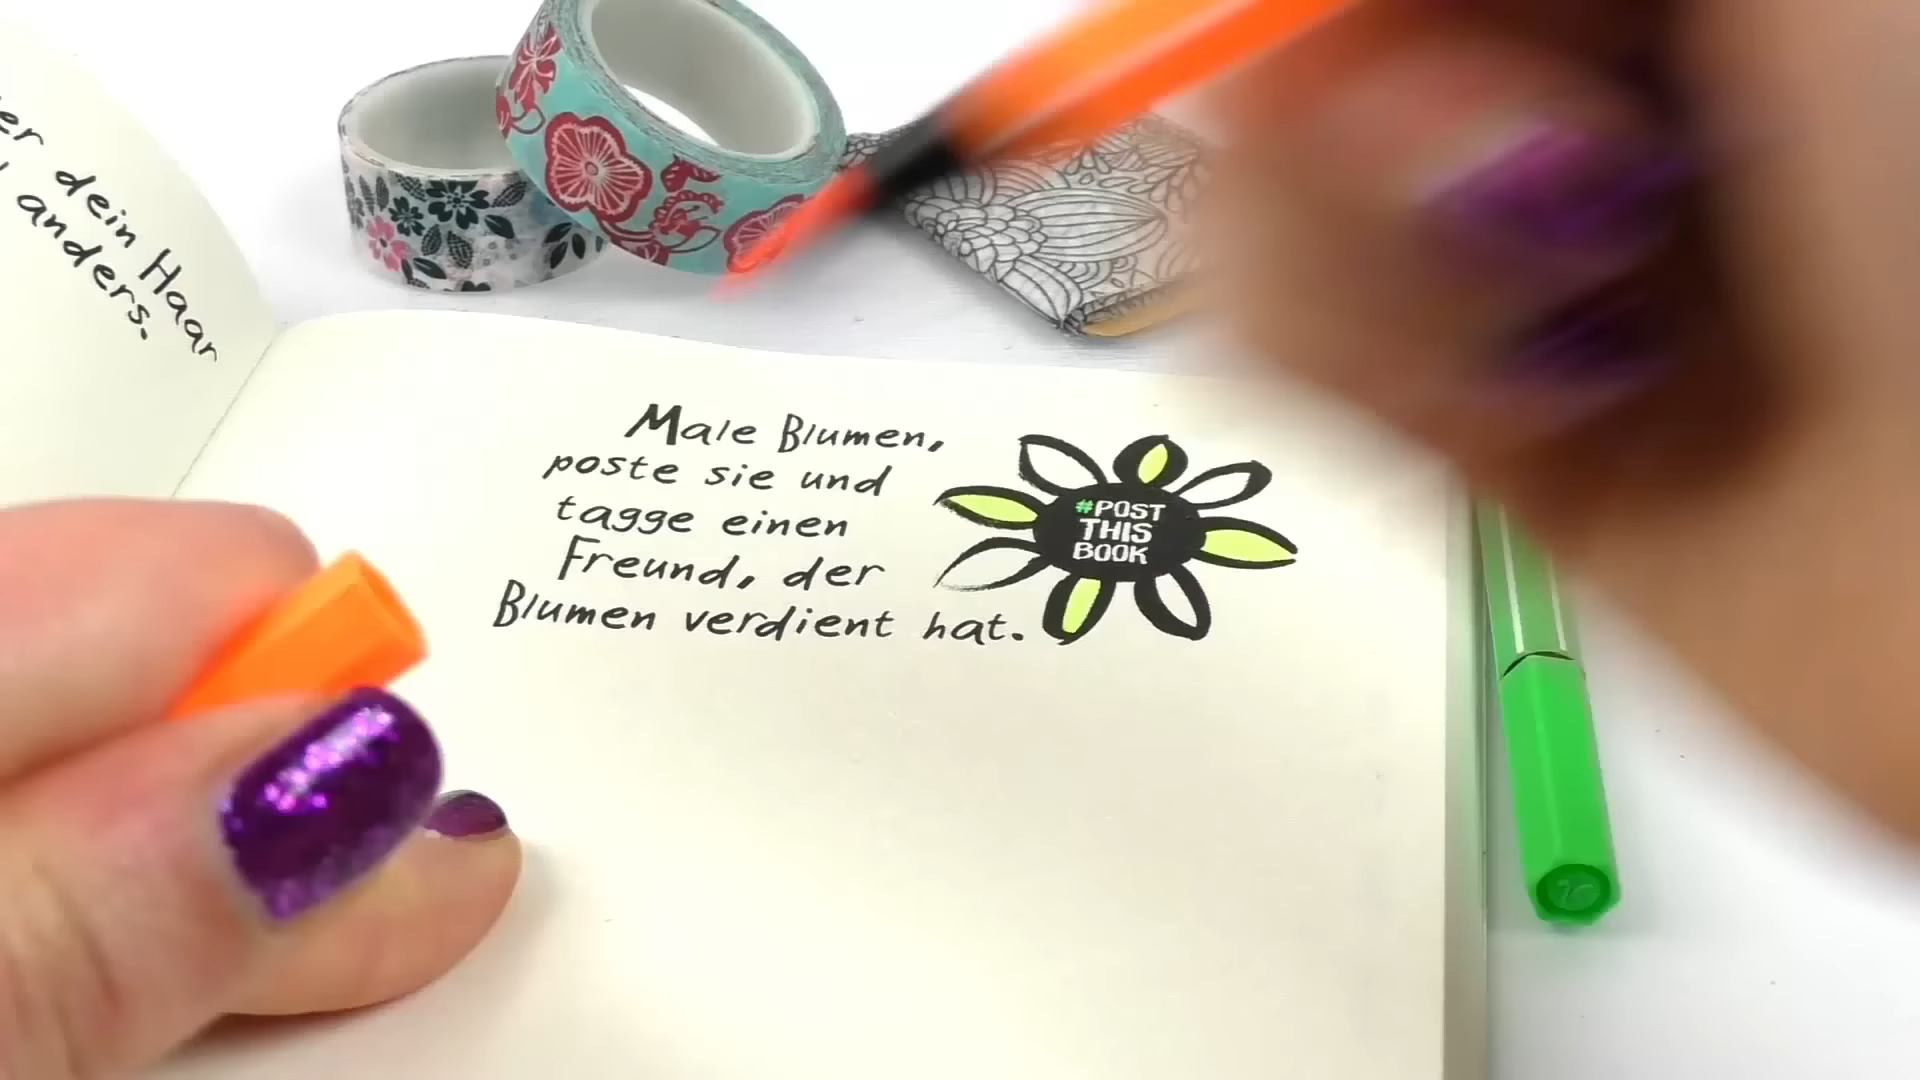 er dein Haar
anders.
Male Blumen,
poste sie und
tagge einen
Freund, der
Blumen verdient hat.
#POST
THIS
BOOK